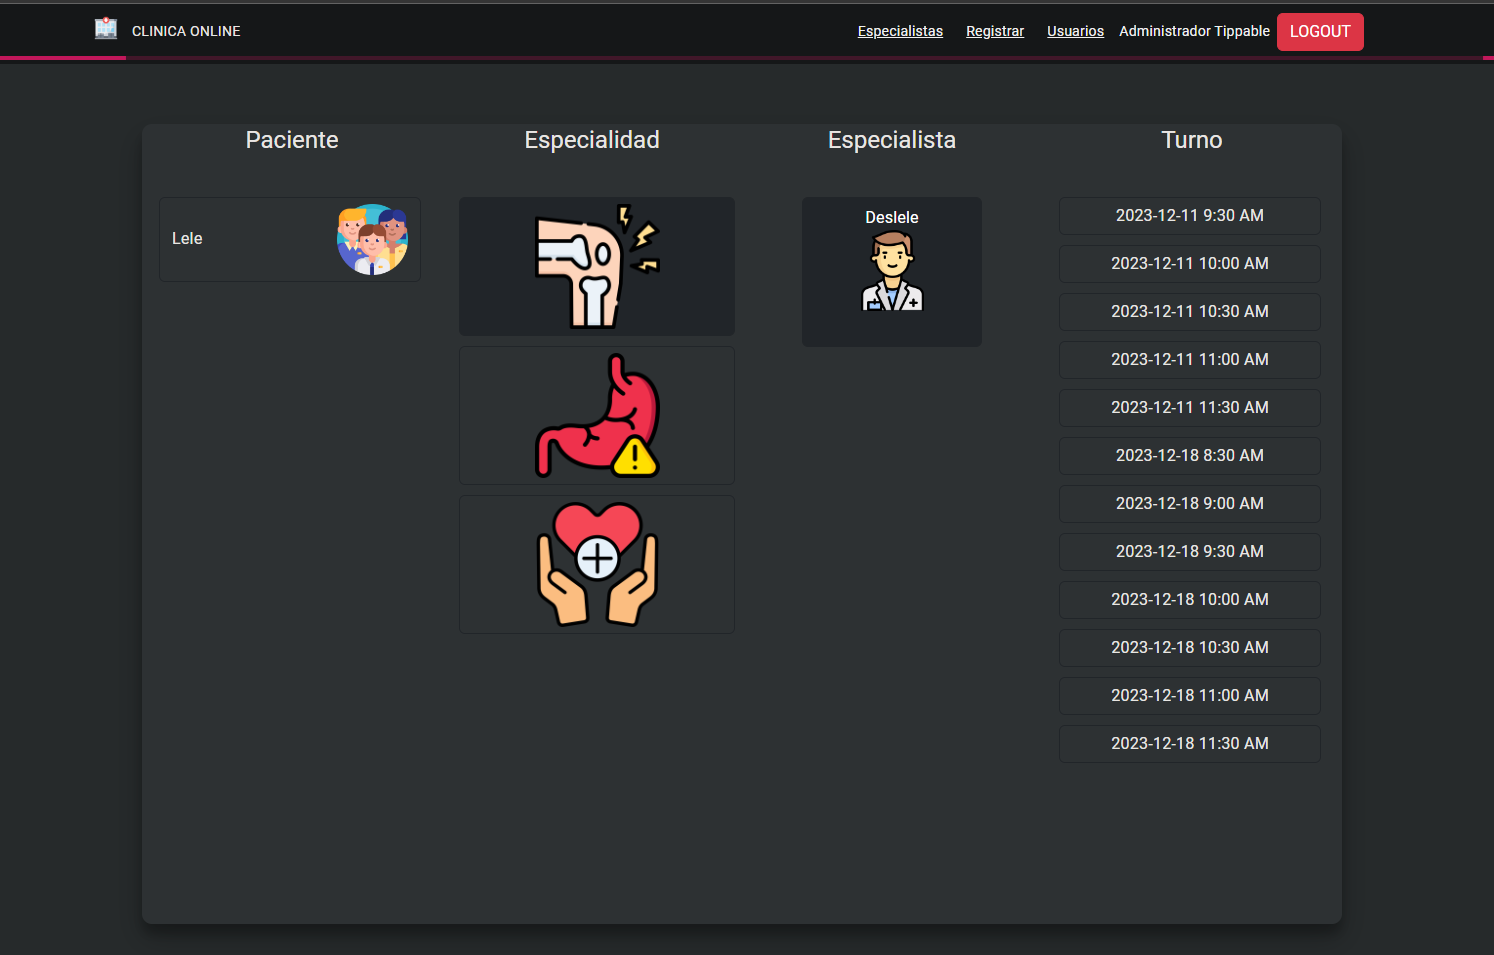 CLINICA ONLINE
Especialistas Registrar Usuarios Administrador Tippable LOGOUT
Paciente Especialidad Especialista Turno
Lele
Deslele
2023-12-11 9:30 AM
2023-12-11 10:00 AM
2023-12-11 10:30 AM
2023-12-11 11:00 AM
2023-12-11 11:30 AM
2023-12-18 8:30 AM
2023-12-18 9:00 AM
2023-12-18 9:30 AM
2023-12-18 10:00 AM
2023-12-18 10:30 AM
2023-12-18 11:00 AM
2023-12-18 11:30 AM